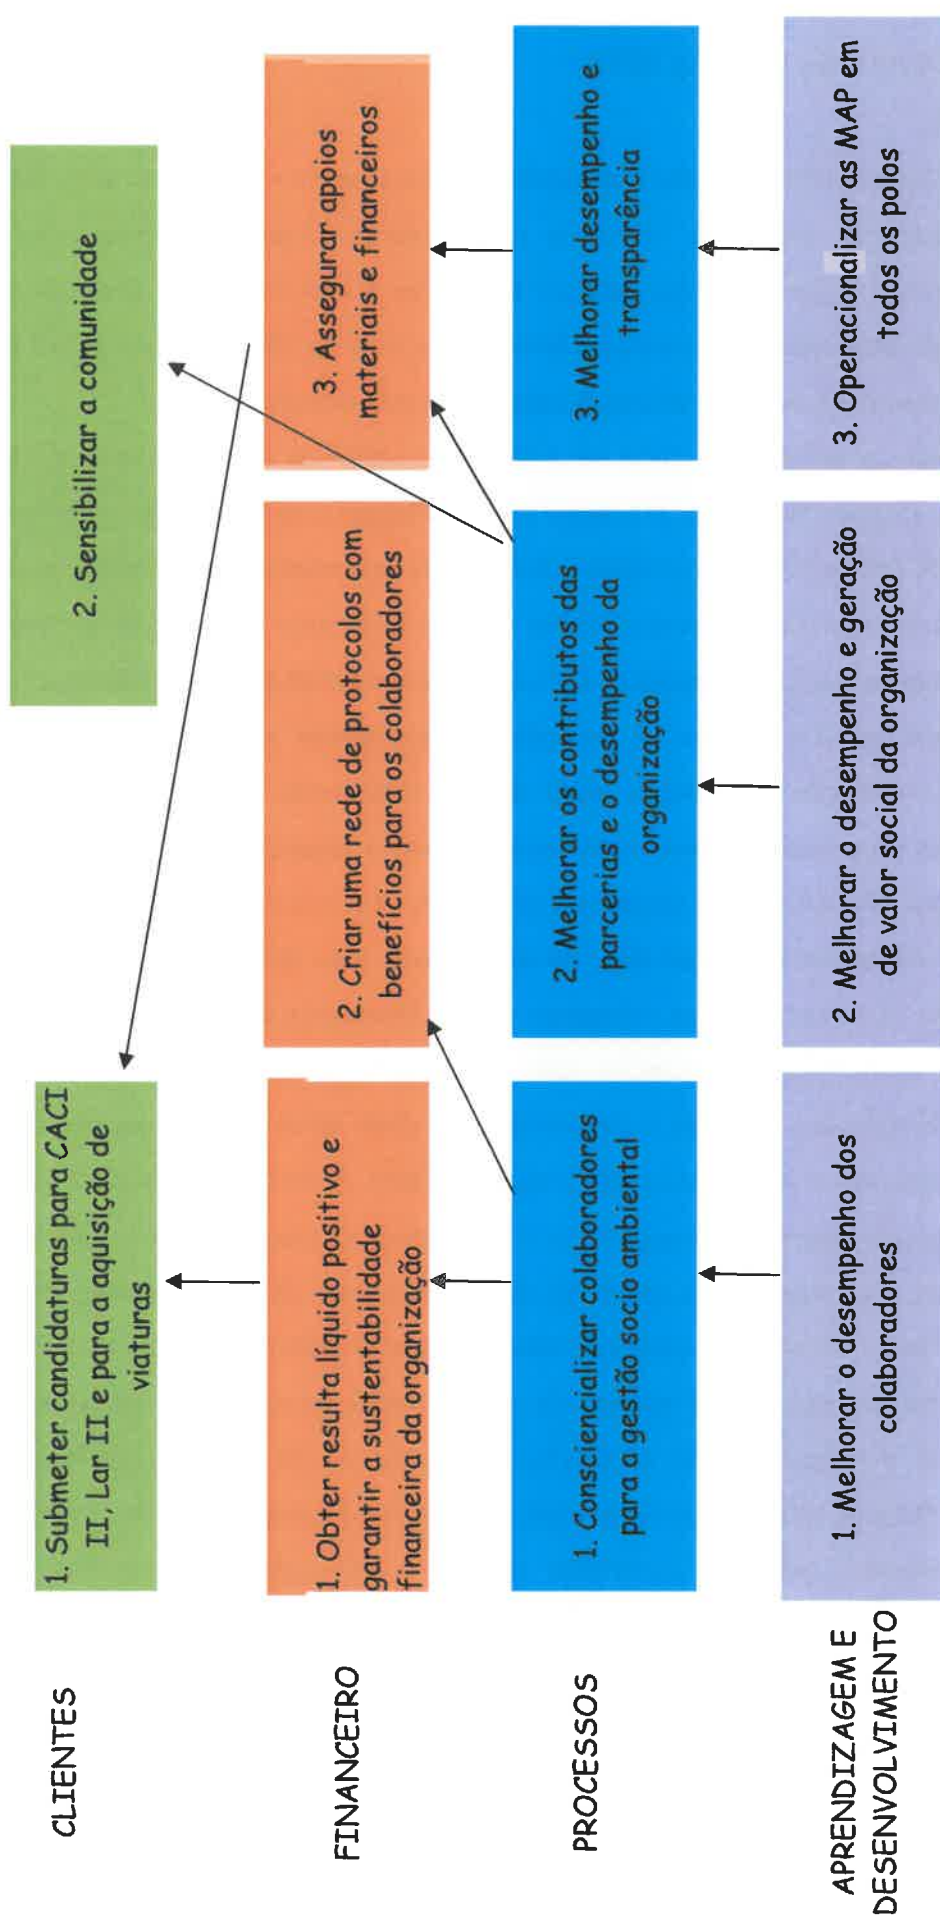 CLIENTES
1. Submeter candidaturas para CACI
II, Lar II e para a aquisição de
viaturas
2. Sensibilizar a comunidade
FINANCEIRO
1. Obter resulta líquido positivo e
garantir a sustentabilidade
financeira da organização
2. Criar uma rede de protocolos com
benefícios para os colaboradores
3. Assegurar apoios
materiais e financeiros
PROCESSOS
1. Consciencializar colaboradores
para a gestão socio ambiental
2. Melhorar os contributos das
parcerias e o desempenho da
organização
3. Melhorar desempenho e
transparência
APRENDIZAGEM E
DESENVOLVIMENTO
1. Melhorar o desempenho dos
colaboradores
2. Melhorar o desempenho e geração
de valor social da organização
3. Operacionalizar as MAP em
todos os polos